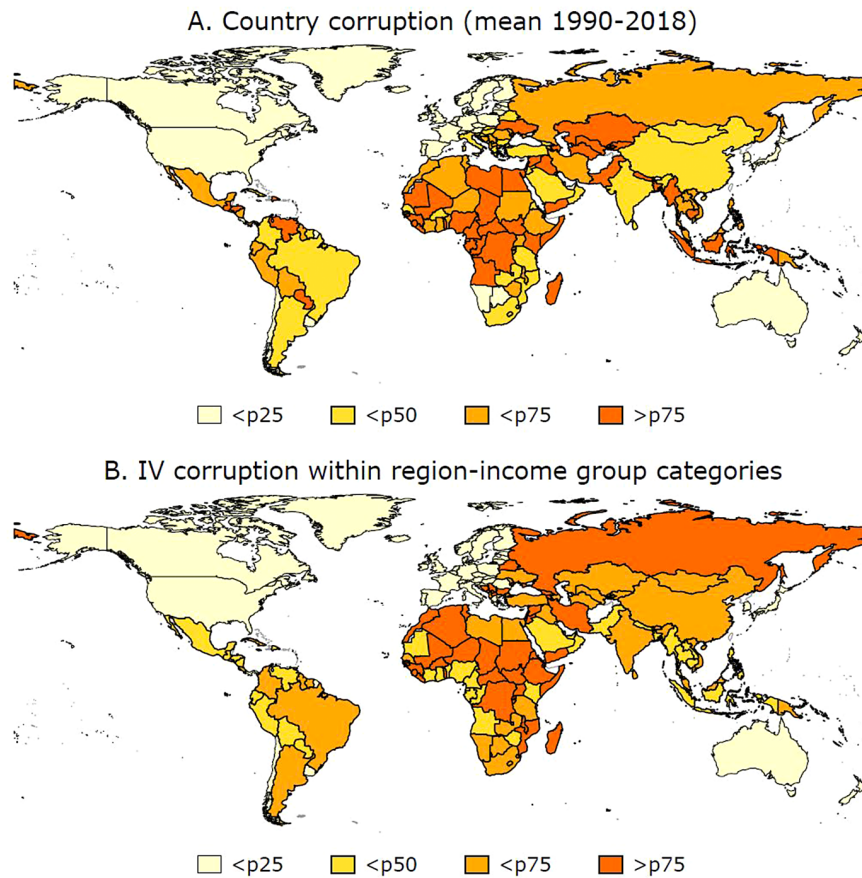 A. Country corruption (mean 1990-2018)
<p25 <p50 <p75 >p75
B. IV corruption within region-income group categories
<p25 <p50 <p75 >p75